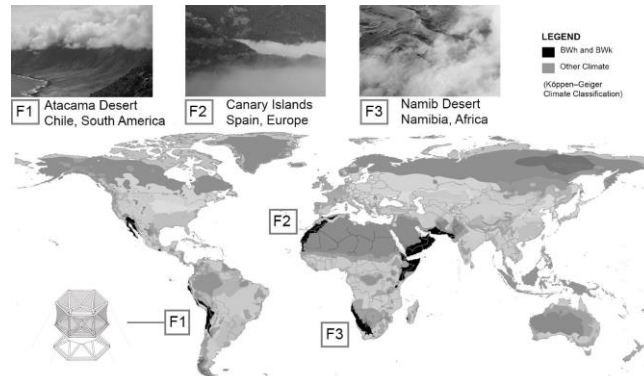 F1
Atacama Desert
Chile, South America
F2
Canary Islands
Spain, Europe
F3
Namib Desert
Namibia, Africa
LEGEND
BWh and BWk
Other Climate
(Köppen–Geiger
Climate Classification)
F2
F1
F3